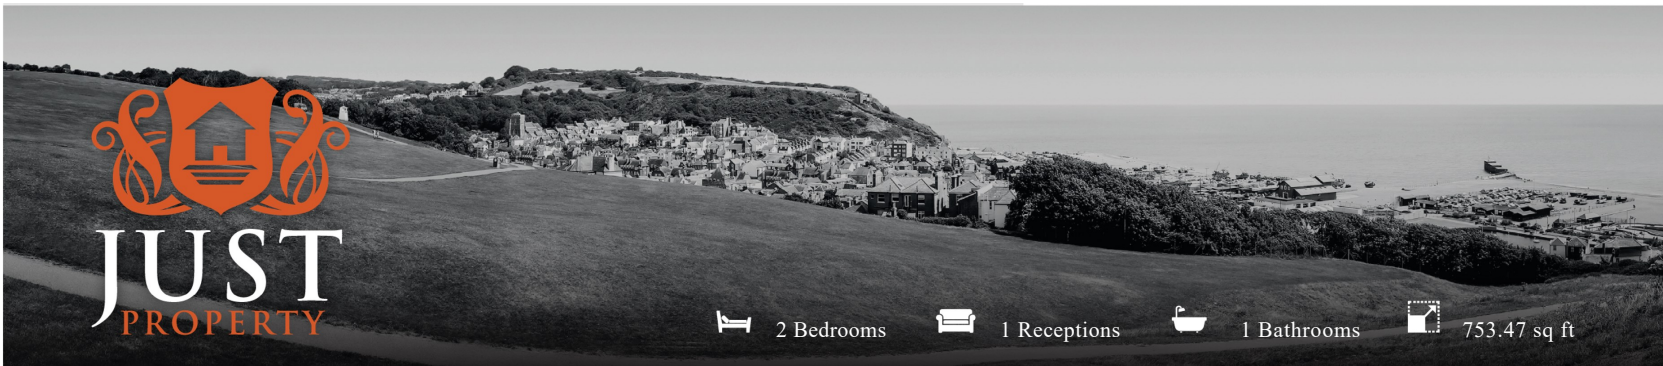 JUST
PROPERTY
2 Bedrooms
1 Receptions
1 Bathrooms
753.47 sq ft